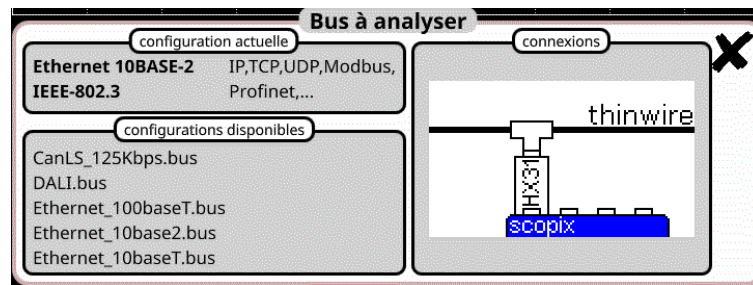 Bus à analyser
configuration actuelle
Ethernet 10BASE-2 IP,TCP,UDP,Modbus,
IEEE-802.3 Profinet,...
configurations disponibles
CanLS_125Kbps.bus
DALI.bus
Ethernet_100baseT.bus
Ethernet_10base2.bus
Ethernet_10baseT.bus
connexions
thinwire
HX31
scopix